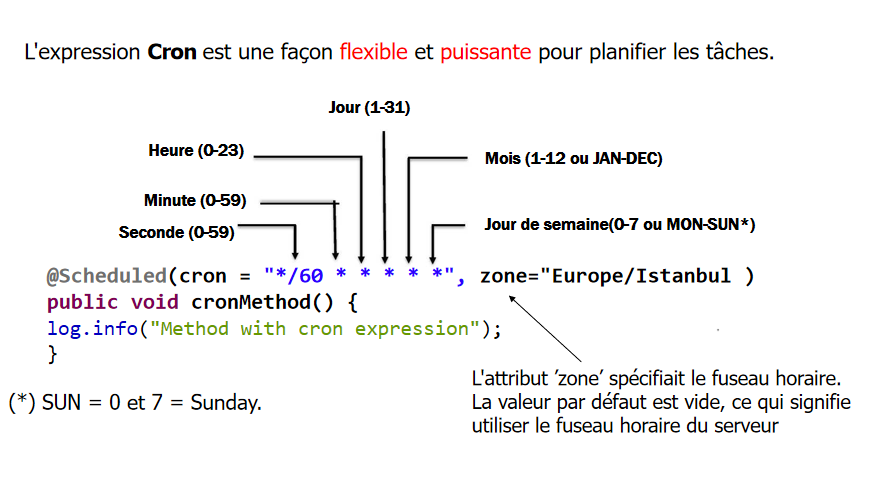 L'expression Cron est une façon flexible et puissante pour planifier les tâches.
Jour (1-31)
Heure (0-23)
Mois (1-12 ou JAN-DEC)
Minute (0-59)
Jour de semaine(0-7 ou MON-SUN*)
Seconde (0-59)
@Scheduled(cron = "*/60 * * * * *", zone="Europe/Istanbul )
public void cronMethod() {
log.info("Method with cron expression");
}
L'attribut ’zone’ spécifiait le fuseau horaire.
La valeur par défaut est vide, ce qui signifie
utiliser le fuseau horaire du serveur
(*) SUN = 0 et 7 = Sunday.